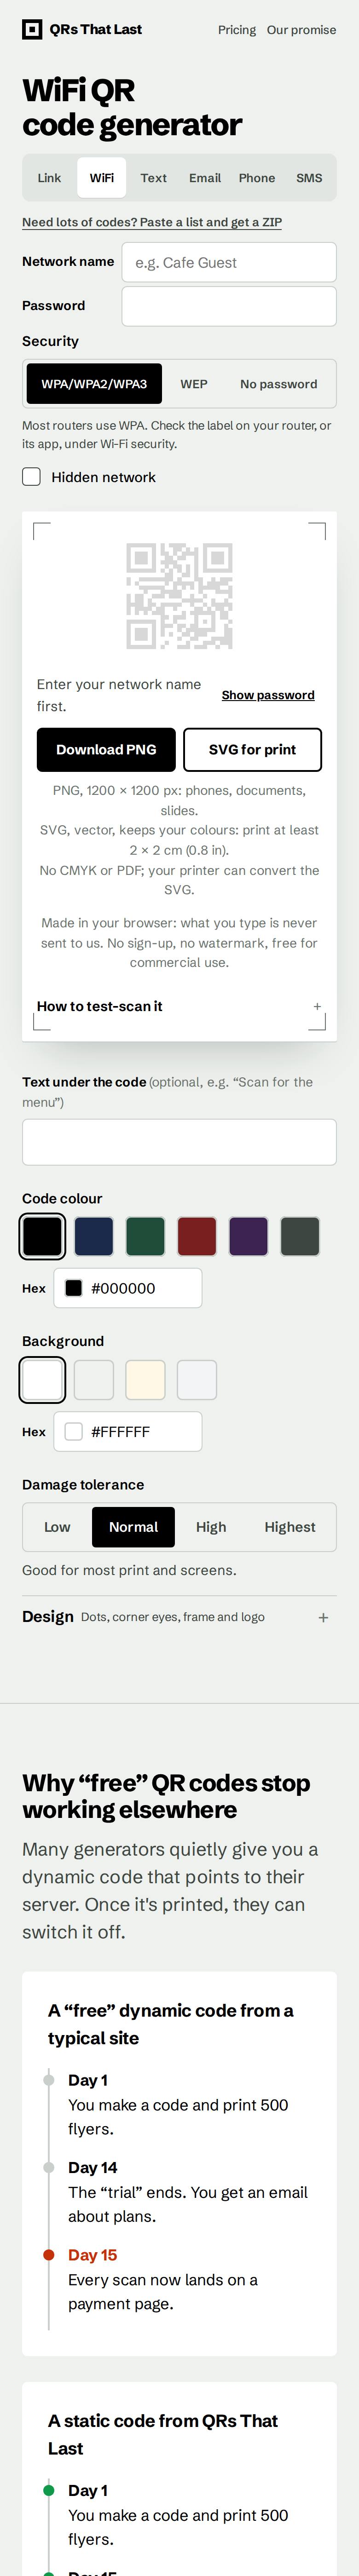 QRs That Last
Pricing
Our promise
WiFi QR
code generator
Link
WiFi
Text
Email
Phone
SMS
Need lots of codes? Paste a list and get a ZIP
Network name
e.g. Cafe Guest
Password
Security
WPA/WPA2/WPA3
WEP
No password
Most routers use WPA. Check the label on your router, or
its app, under Wi-Fi security.
Hidden network
Enter your network name
first.
Show password
Download PNG
SVG for print
PNG, 1200 × 1200 px: phones, documents,
slides.
SVG, vector, keeps your colours: print at least
2 × 2 cm (0.8 in).
No CMYK or PDF; your printer can convert the
SVG.
Made in your browser: what you type is never
sent to us. No sign-up, no watermark, free for
commercial use.
How to test-scan it
+
Text under the code (optional, e.g. “Scan for the
menu”)
Code colour
Hex
#000000
Background
Hex
#FFFFFF
Damage tolerance
Low
Normal
High
Highest
Good for most print and screens.
Design Dots, corner eyes, frame and logo
+
Why “free” QR codes stop
working elsewhere
Many generators quietly give you a
dynamic code that points to their
server. Once it's printed, they can
switch it off.
A “free” dynamic code from a
typical site
Day 1
You make a code and print 500
flyers.
Day 14
The “trial” ends. You get an email
about plans.
Day 15
Every scan now lands on a
payment page.
A static code from QRs That
Last
Day 1
You make a code and print 500
flyers.